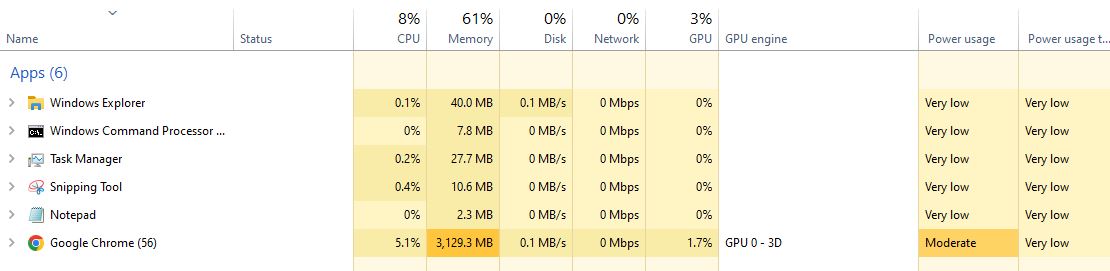 8% 61% 0% 0% 3%
Name Status CPU Memory Disk Network GPU GPU engine Power usage Power usage t...
Apps (6)
Windows Explorer 0.1% 40.0 MB 0.1 MB/s 0 Mbps 0% Very low Very low
Windows Command Processor ... 0% 7.8 MB 0 MB/s 0 Mbps 0% Very low Very low
Task Manager 0.2% 27.7 MB 0 MB/s 0 Mbps 0% Very low Very low
Snipping Tool 0.4% 10.6 MB 0 MB/s 0 Mbps 0% Very low Very low
Notepad 0% 2.3 MB 0 MB/s 0 Mbps 0% Very low Very low
Google Chrome (56) 5.1% 3,129.3 MB 0.1 MB/s 0 Mbps 1.7% GPU 0 - 3D Moderate Very low